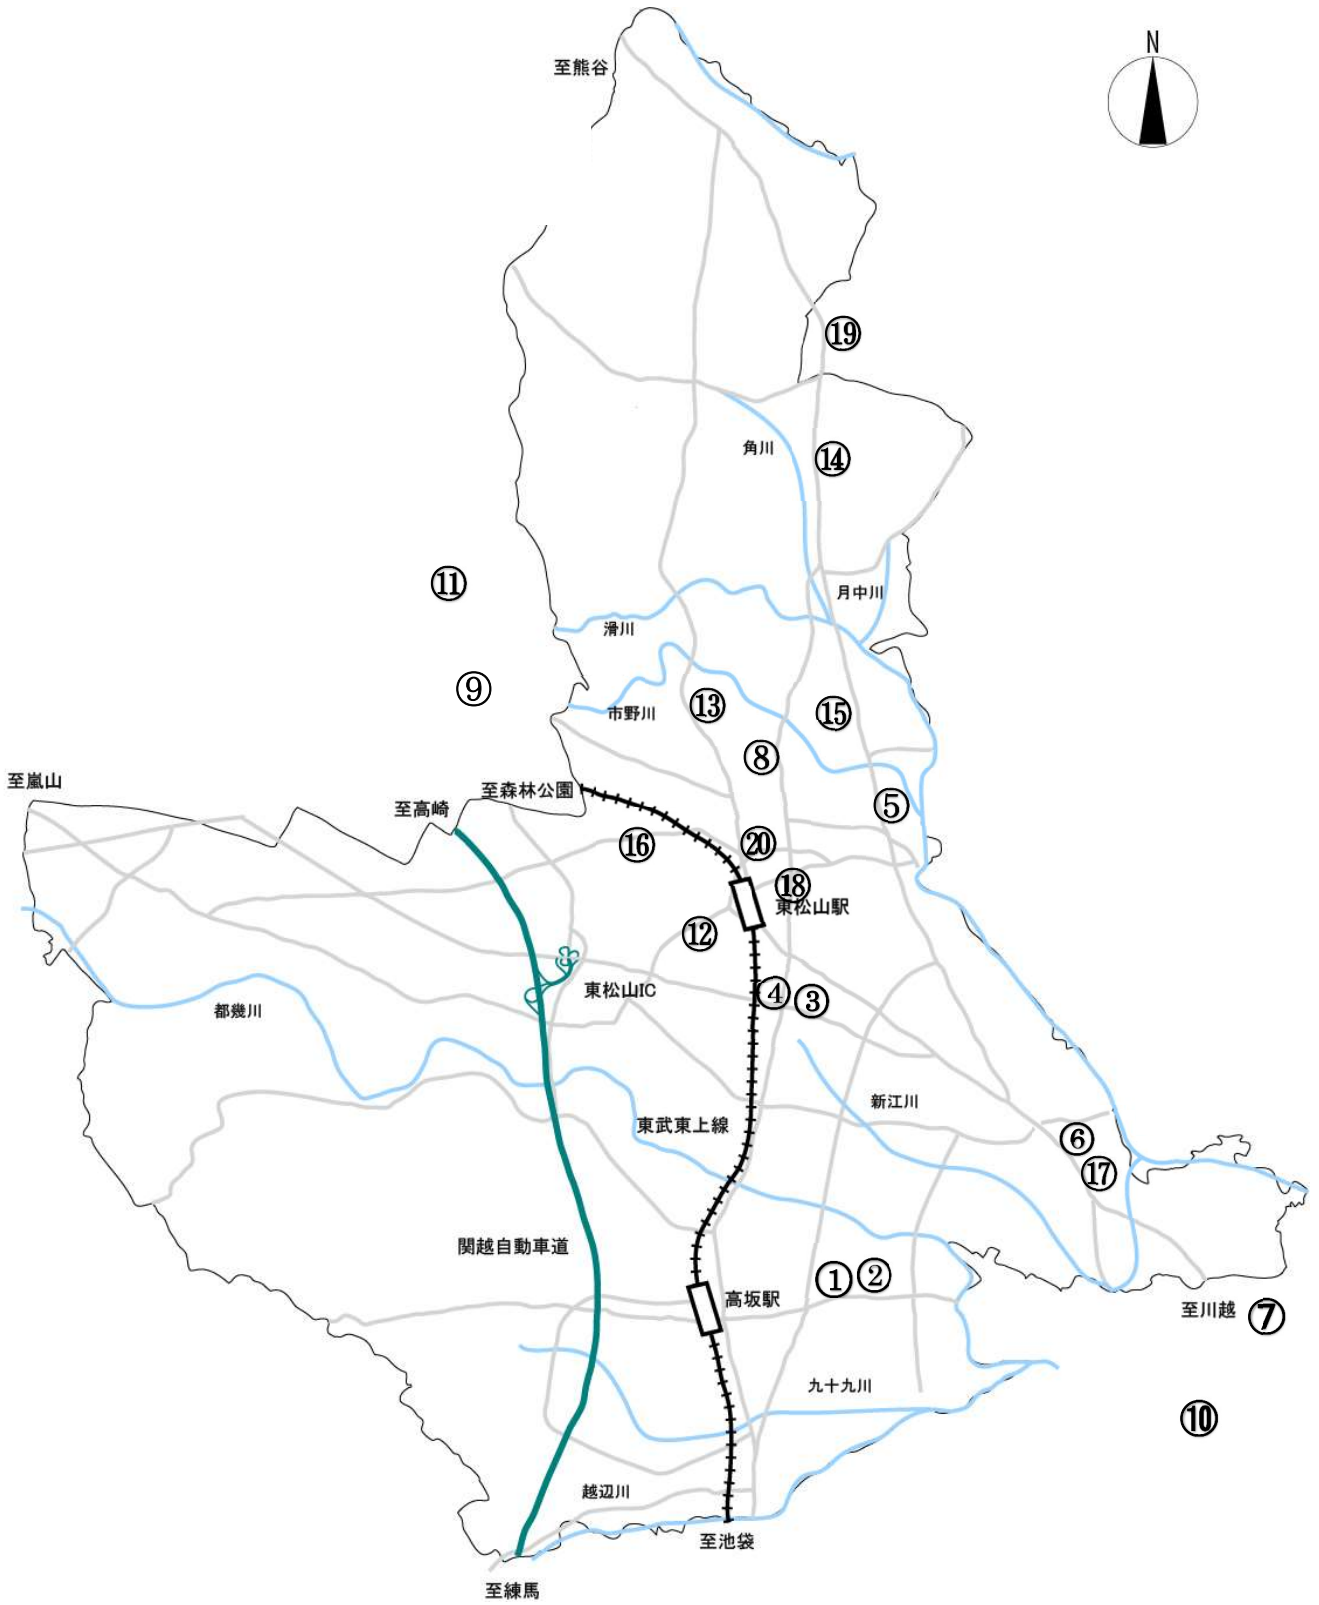 N
至熊谷
⑲
角川
⑭
⑪
月中川
滑川
⑨
市野川
⑬
⑮
⑧
至嵐山
至森林公園
至高崎
⑤
⑯
⑳
⑱
東松山駅
⑫
東松山IC
④
③
都幾川
新江川
東武東上線
⑥
⑰
関越自動車道
①
②
高坂駅
至川越
⑦
九十九川
⑩
越辺川
至池袋
至練馬